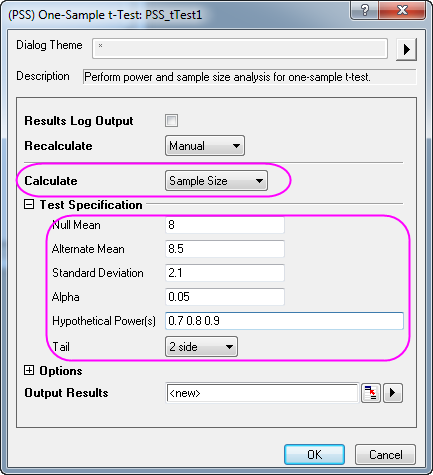 (PSS) One-Sample t-Test: PSS_tTest1
Dialog Theme *
Description Perform power and sample size analysis for one-sample t-test.
Results Log Output
Recalculate Manual
Calculate Sample Size
Test Specification
Null Mean 8
Alternate Mean 8.5
Standard Deviation 2.1
Alpha 0.05
Hypothetical Power(s) 0.7 0.8 0.9
Tail 2 side
Options
Output Results <new>
OK Cancel